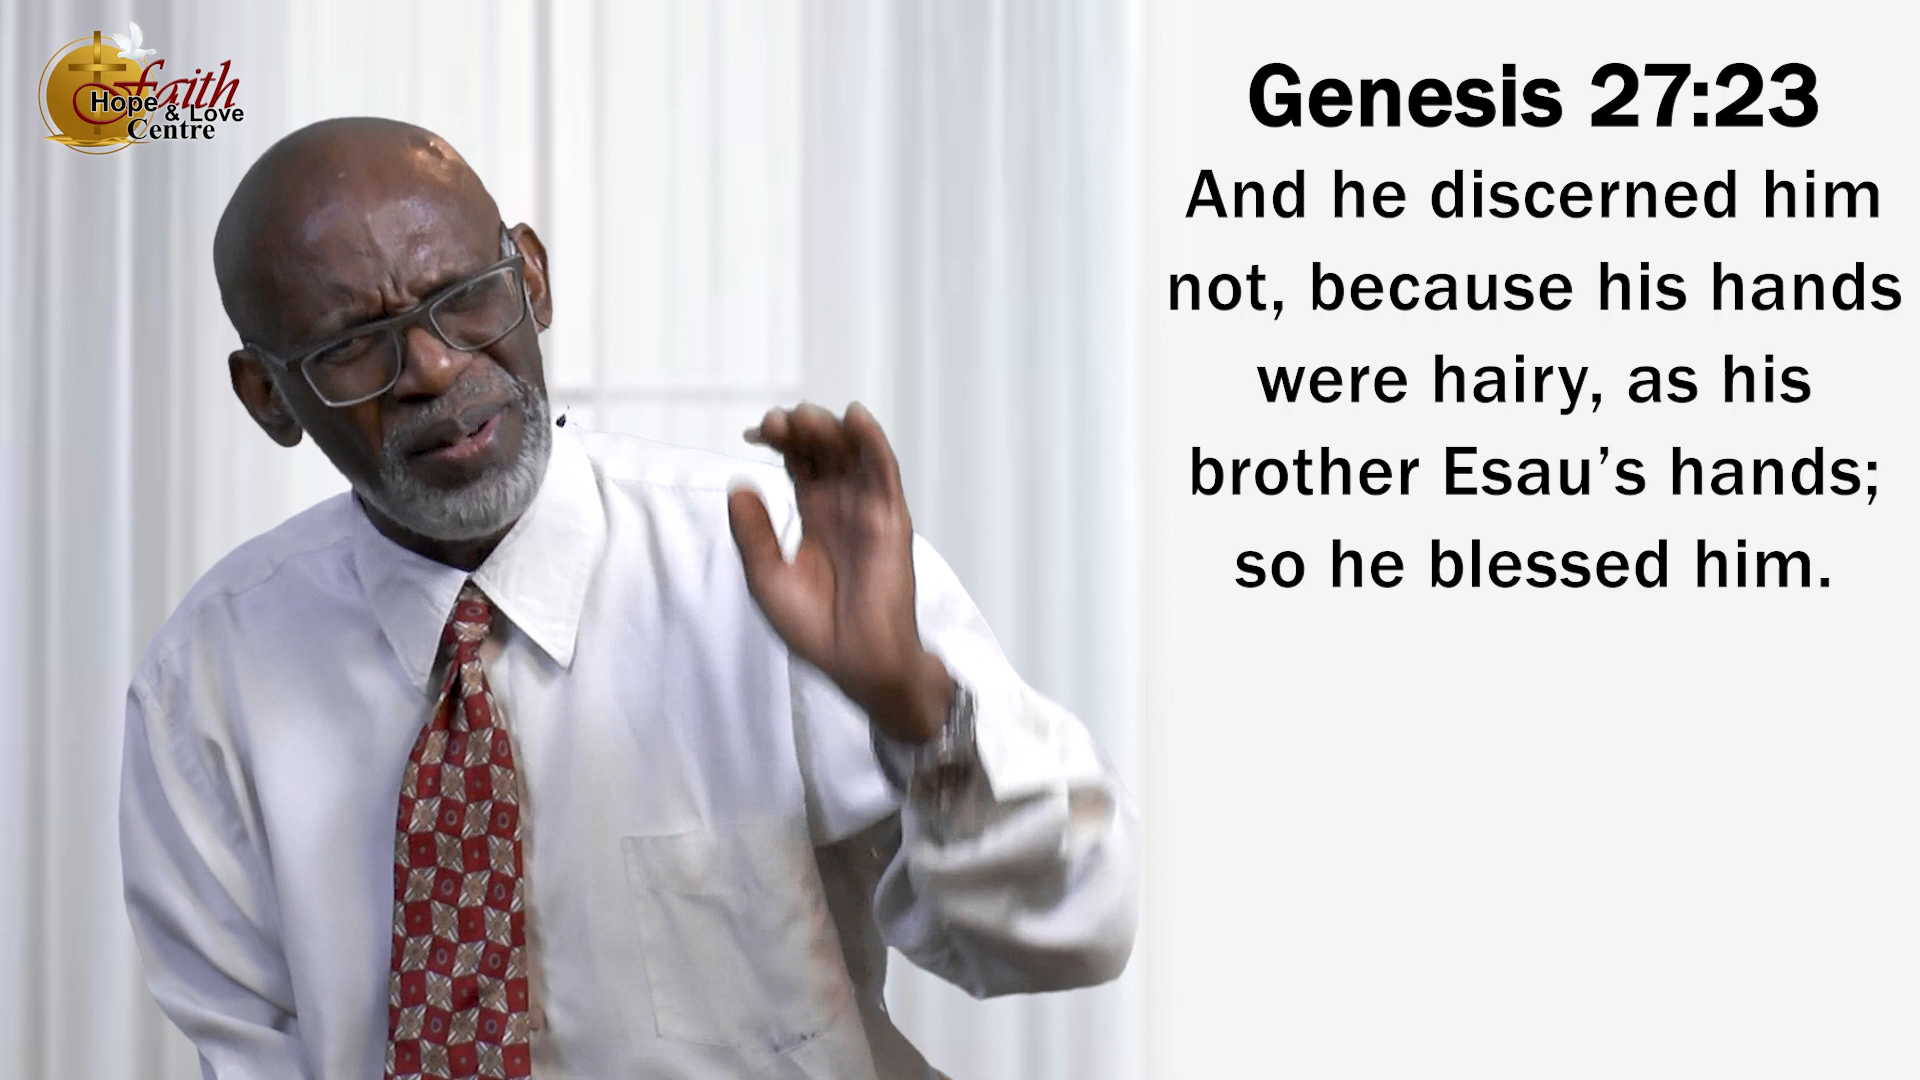 faith
Hope
& Love
Centre
Genesis 27:23
And he discerned him
not, because his hands
were hairy, as his
brother Esau’s hands;
so he blessed him.